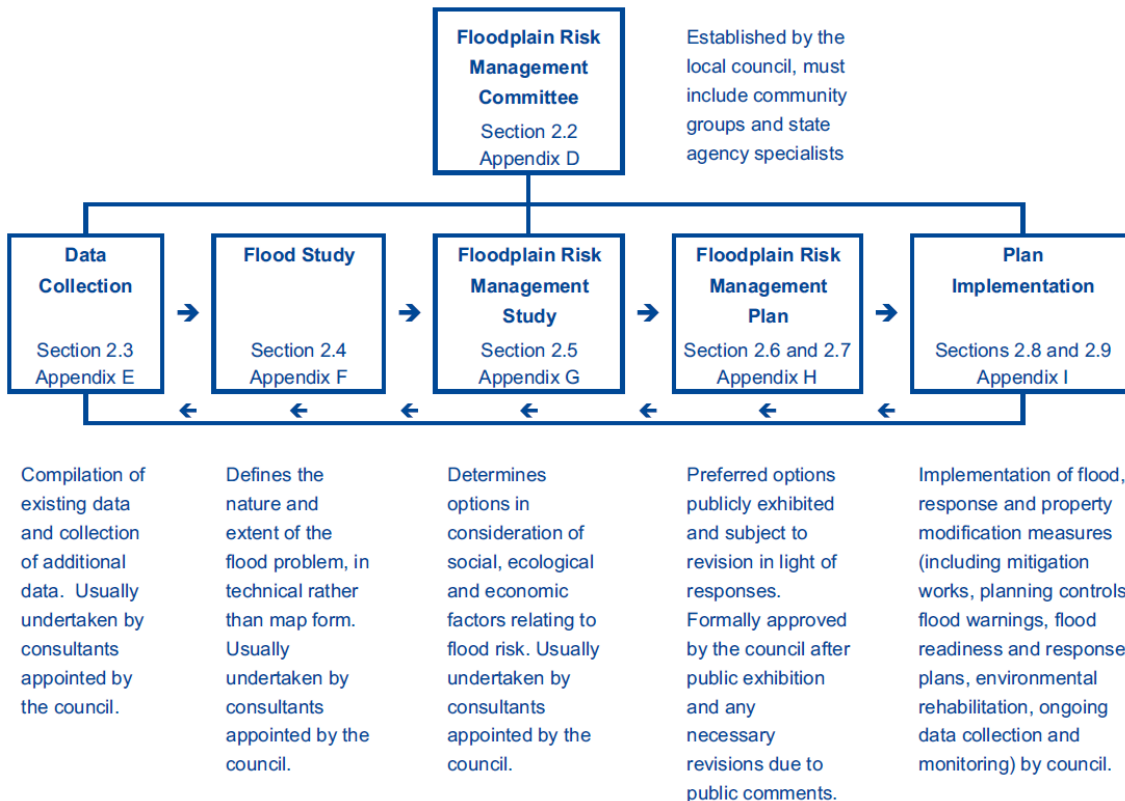 Floodplain Risk
Management
Committee
Section 2.2
Appendix D
Established by the
local council, must
include community
groups and state
agency specialists
Data
Collection
Section 2.3
Appendix E
Flood Study
Section 2.4
Appendix F
Floodplain Risk
Management
Study
Section 2.5
Appendix G
Floodplain Risk
Management
Plan
Section 2.6 and 2.7
Appendix H
Plan
Implementation
Sections 2.8 and 2.9
Appendix I
Compilation of
existing data
and collection
of additional
data. Usually
undertaken by
consultants
appointed by
the council.
Defines the
nature and
extent of the
flood problem, in
technical rather
than map form.
Usually
undertaken by
consultants
appointed by the
council.
Determines
options in
consideration of
social, ecological
and economic
factors relating to
flood risk. Usually
undertaken by
consultants
appointed by the
council.
Preferred options
publicly exhibited
and subject to
revision in light of
responses.
Formally approved
by the council after
public exhibition
and any
necessary
revisions due to
public comments.
Implementation of flood,
response and property
modification measures
(including mitigation
works, planning controls
flood warnings, flood
readiness and response
plans, environmental
rehabilitation, ongoing
data collection and
monitoring) by council.